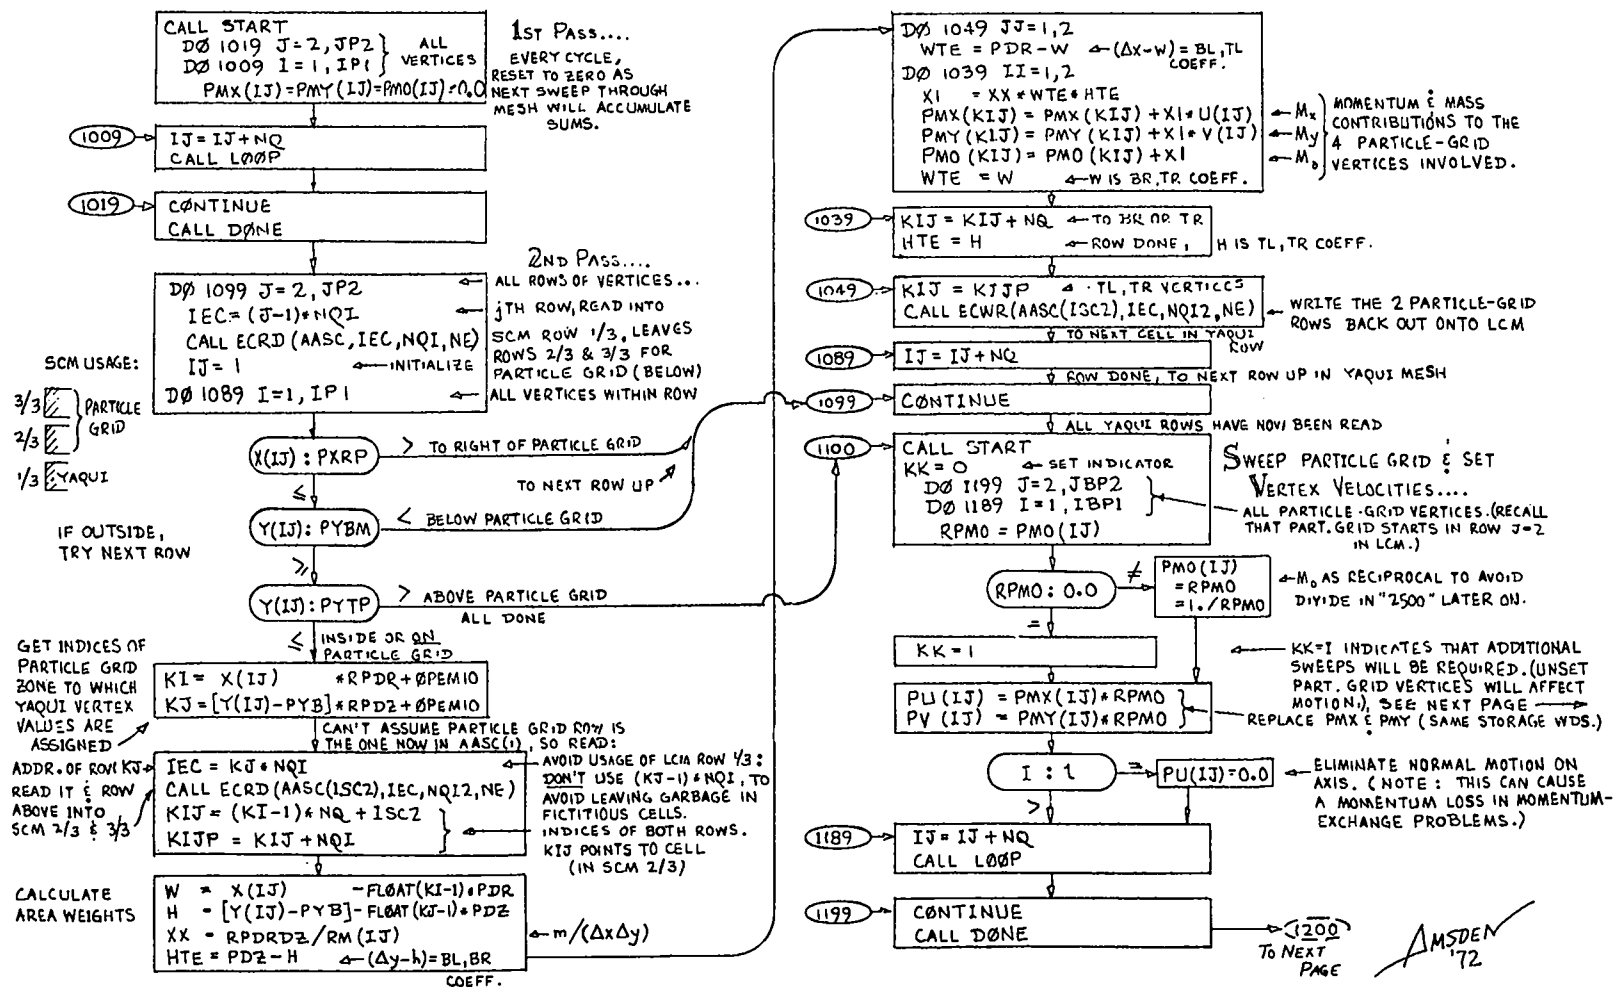 CALL START
DØ 1019 J=2, JP2
DØ 1009 I=1, IP1
ALL
VERTICES
PMX(IJ)=PMY(IJ)=PMO(IJ)=0.0
1ST PASS....
EVERY CYCLE,
RESET TO ZERO AS
NEXT SWEEP THROUGH
MESH WILL ACCUMULATE
SUMS.
1009
IJ=IJ+NQ
CALL LØØP
1019
CØNTINUE
CALL DØNE
2ND PASS....
DØ 1099 J=2, JP2
← ALL ROWS OF VERTICES...
IEC=(J-1)*NQI
← jTH ROW, READ INTO
CALL ECRD(AASC,IEC,NQI,NE)
SCM ROW 1/3, LEAVES
ROWS 2/3 & 3/3 FOR
PARTICLE GRID (BELOW)
IJ=1
← INITIALIZE
DØ 1089 I=1, IP1
← ALL VERTICES WITHIN ROW
SCM USAGE:
3/3
2/3
PARTICLE
GRID
1/3
YAQUI
X(IJ) : PXRP
> TO RIGHT OF PARTICLE GRID
TO NEXT ROW UP
≤
IF OUTSIDE,
TRY NEXT ROW
Y(IJ): PYBM
< BELOW PARTICLE GRID
≥
Y(IJ): PYTP
> ABOVE PARTICLE GRID
ALL DONE
≤ INSIDE OR ON
PARTICLE GRID
GET INDICES OF
PARTICLE GRID
ZONE TO WHICH
YAQUI VERTEX
VALUES ARE
ASSIGNED
KI= X(IJ) *RPDR+ØPEM10
KJ=[Y(IJ)-PYB]*RPDZ+ØPEM10
CAN'T ASSUME PARTICLE GRID ROW IS
THE ONE NOW IN AASC(1), SO READ:
ADDR. OF ROW KJ
READ IT & ROW
ABOVE INTO
SCM 2/3 & 3/3
IEC = KJ*NQI
CALL ECRD(AASC(ISC2),IEC,NQI2,NE)
KIJ=(KI-1)*NQ+ISC2
KIJP = KIJ+NQI
← AVOID USAGE OF LCM ROW 1/3:
DON'T USE (KJ-1)*NQI, TO
AVOID LEAVING GARBAGE IN
FICTITIOUS CELLS.
INDICES OF BOTH ROWS.
KIJ POINTS TO CELL
(IN SCM 2/3)
CALCULATE
AREA WEIGHTS
W = X(IJ) -FLØAT(KI-1)*PDR
H = [Y(IJ)-PYB]-FLØAT(KJ-1)*PDZ
XX = RPDRDZ/RM(IJ)
← m/(ΔxΔy)
HTE = PDZ-H ← (Δy-h)=BL,BR
COEFF.
DØ 1049 JJ=1,2
WTE = PDR-W ← (Δx-w)=BL,TL
COEFF.
DØ 1039 II=1,2
X1 = XX*WTE*HTE
PMX(KIJ) = PMX(KIJ)+X1*U(IJ) ← Mx
PMY(KIJ) = PMY(KIJ)+X1*V(IJ) ← My
PMO(KIJ) = PMO(KIJ)+X1 ← Mo
WTE = W ← W IS BR, TR COEFF.
MOMENTUM & MASS
CONTRIBUTIONS TO THE
4 PARTICLE-GRID
VERTICES INVOLVED.
1039
KIJ = KIJ+NQ ← TO BR OR TR
HTE = H ← ROW DONE, H IS TL, TR COEFF.
1049
KIJ = KIJP ← TL, TR VERTICES
CALL ECWR(AASC(ISC2),IEC,NQI2,NE)
← WRITE THE 2 PARTICLE-GRID
ROWS BACK OUT ONTO LCM
TO NEXT CELL IN YAQUI
ROW
1089
IJ=IJ+NQ
ROW DONE, TO NEXT ROW UP IN YAQUI MESH
1099
CØNTINUE
ALL YAQUI ROWS HAVE NOW BEEN READ
1100
CALL START
KK=0 ← SET INDICATOR
DØ 1199 J=2, JBP2
DØ 1189 I=1, IBP1
RPMO = PMO(IJ)
SWEEP PARTICLE GRID & SET
VERTEX VELOCITIES....
ALL PARTICLE-GRID VERTICES. (RECALL
THAT PART. GRID STARTS IN ROW J=2
IN LCM.)
RPMO: 0.0
≠
PMO(IJ)
=RPMO
=1./RPMO
← Mo AS RECIPROCAL TO AVOID
DIVIDE IN "2500" LATER ON.
=
KK=1
← KK=1 INDICATES THAT ADDITIONAL
SWEEPS WILL BE REQUIRED. (UNSET
PART. GRID VERTICES WILL AFFECT
MOTION.), SEE NEXT PAGE →
PU(IJ) = PMX(IJ)*RPMO
PV(IJ) = PMY(IJ)*RPMO
REPLACE PMX & PMY (SAME STORAGE WDS.)
I : 1
=
PU(IJ)=0.0
← ELIMINATE NORMAL MOTION ON
AXIS. (NOTE: THIS CAN CAUSE
A MOMENTUM LOSS IN MOMENTUM-
EXCHANGE PROBLEMS.)
>
1189
IJ=IJ+NQ
CALL LØØP
1199
CØNTINUE
CALL DØNE
1200
TO NEXT
PAGE
AMSDEN
'72